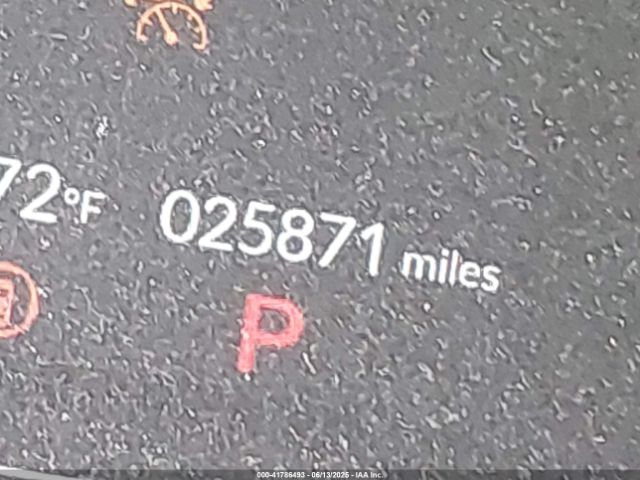 72°F
025871 miles
P
000-41786493 - 06/13/2025 - IAA Inc.